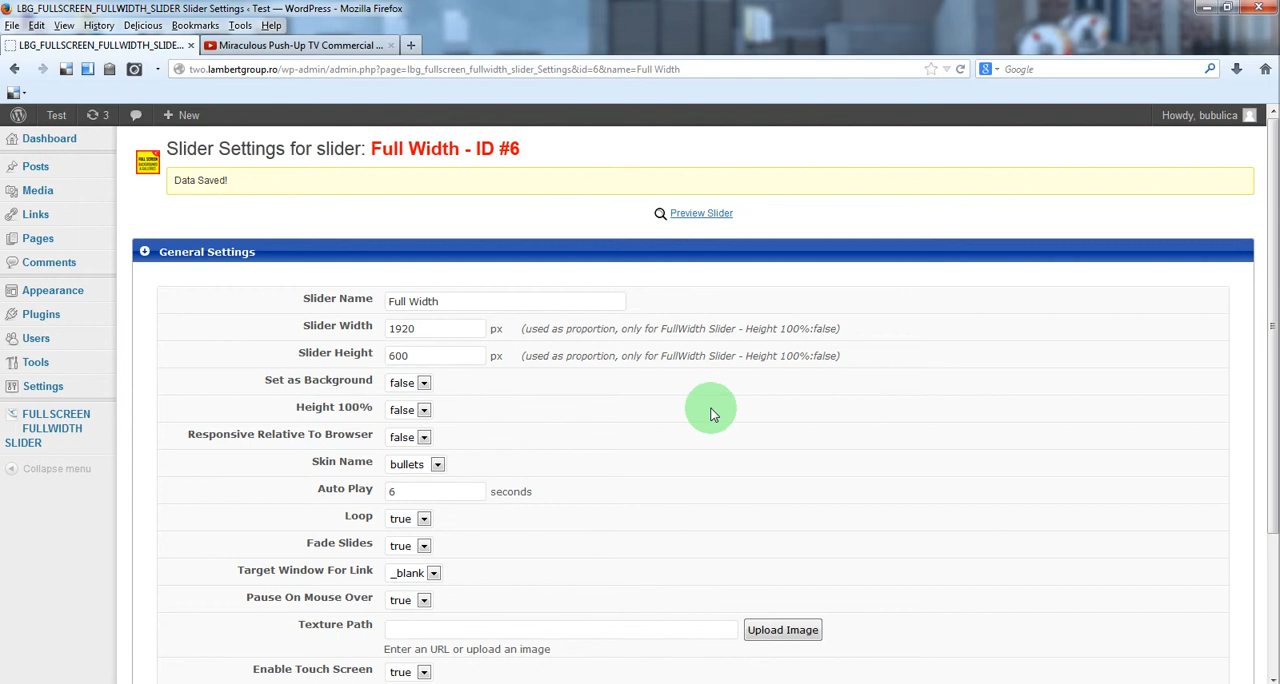 LBG_FULLSCREEN_FULLWIDTH_SLIDER Slider Settings ‹ Test — WordPress - Mozilla Firefox
File Edit View History Delicious Bookmarks Tools Help
LBG_FULLSCREEN_FULLWIDTH_SLIDE... × Miraculous Push-Up TV Commercial ... × +
two.lambertgroup.ro/wp-admin/admin.php?page=lbg_fullscreen_fullwidth_slider_Settings&id=6&name=Full Width
Google
Test 3 + New Howdy, bubulica
Dashboard
Posts
Media
Links
Pages
Comments
Appearance
Plugins
Users
Tools
Settings
FULLSCREEN
FULLWIDTH
SLIDER
Collapse menu
Slider Settings for slider: Full Width - ID #6
Data Saved!
Preview Slider
General Settings
Slider Name Full Width
Slider Width 1920 px (used as proportion, only for FullWidth Slider - Height 100%:false)
Slider Height 600 px (used as proportion, only for FullWidth Slider - Height 100%:false)
Set as Background false
Height 100% false
Responsive Relative To Browser false
Skin Name bullets
Auto Play 6 seconds
Loop true
Fade Slides true
Target Window For Link _blank
Pause On Mouse Over true
Texture Path Upload Image
Enter an URL or upload an image
Enable Touch Screen true